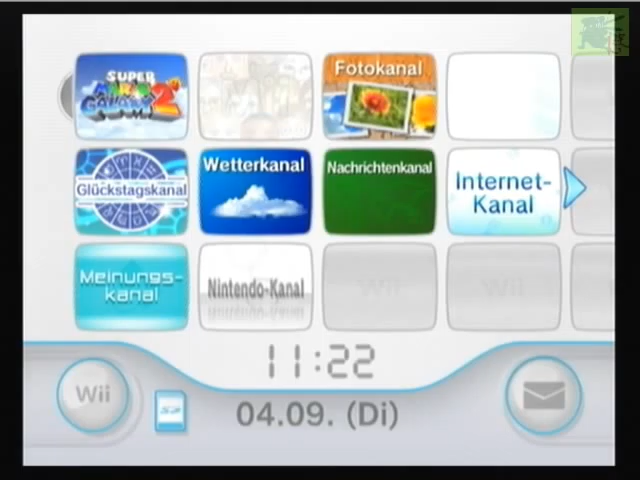 SUPER
MARIO
GALAXY 2
Fotokanal
Glückstagskanal
Wetterkanal
Nachrichtenkanal
Internet-
Kanal
Meinungs-
kanal
Nintendo-Kanal
Wii
Wii
11:22
Wii
SD
04.09. (Di)